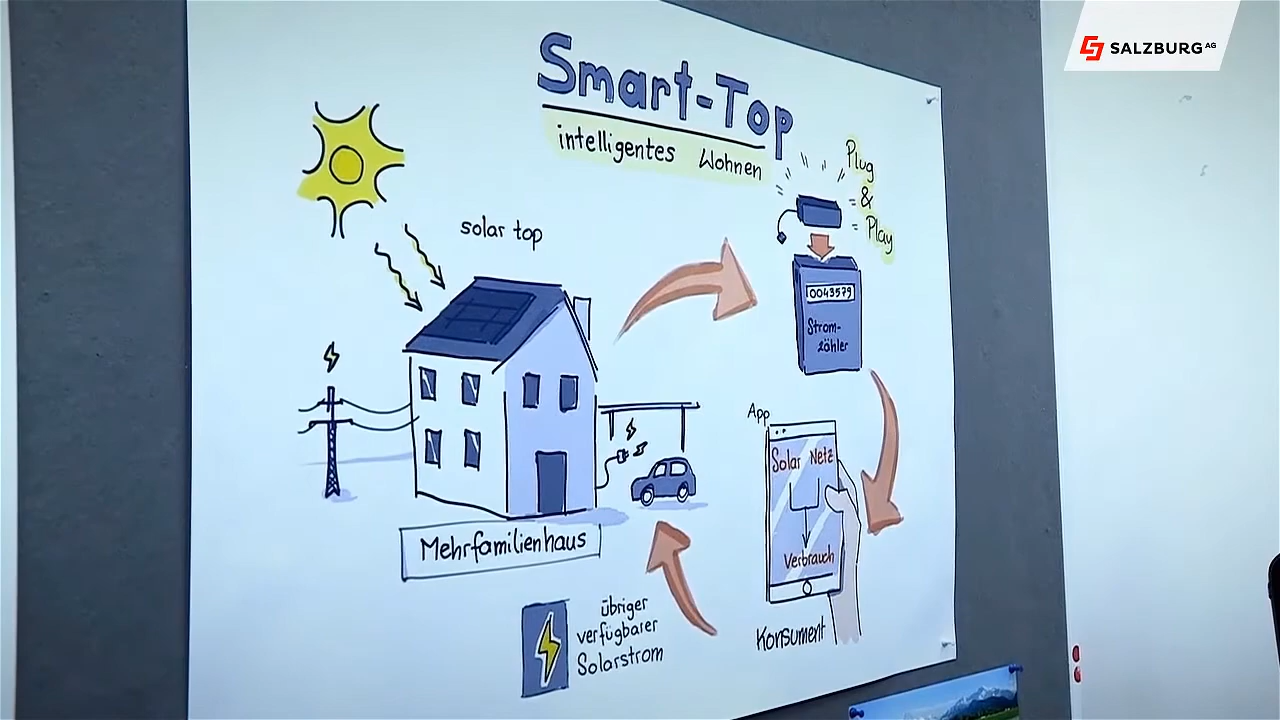 SALZBURG AG
Smart-Top
intelligentes Wohnen
Plug
&
Play
solar top
0043579
Strom-
zähler
App
Solar Netz
Verbrauch
Mehrfamilienhaus
übriger
verfügbarer
Solarstrom
Konsument